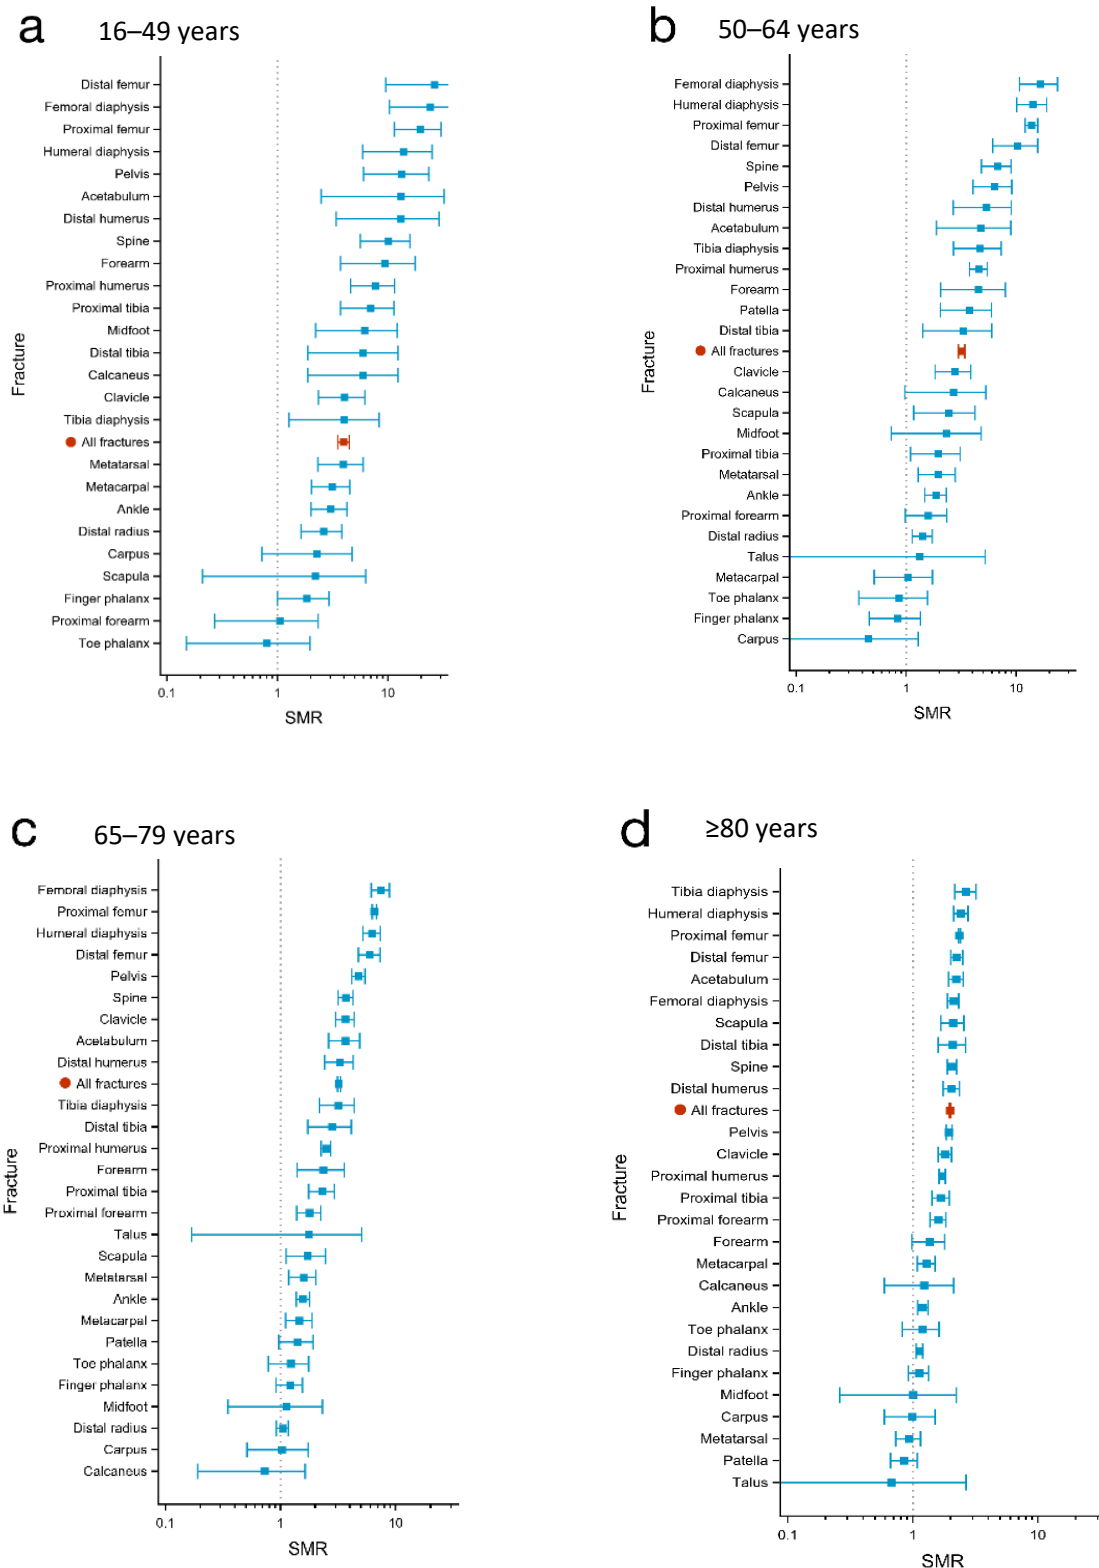 a
16–49 years
Distal femur
Femoral diaphysis
Proximal femur
Humeral diaphysis
Pelvis
Acetabulum
Distal humerus
Spine
Forearm
Proximal humerus
Proximal tibia
Midfoot
Distal tibia
Calcaneus
Clavicle
Tibia diaphysis
All fractures
Metatarsal
Metacarpal
Ankle
Distal radius
Carpus
Scapula
Finger phalanx
Proximal forearm
Toe phalanx
Fracture
0.1 1 10
SMR
b
50–64 years
Femoral diaphysis
Humeral diaphysis
Proximal femur
Distal femur
Spine
Pelvis
Distal humerus
Acetabulum
Tibia diaphysis
Proximal humerus
Forearm
Patella
Distal tibia
All fractures
Clavicle
Calcaneus
Scapula
Midfoot
Proximal tibia
Metatarsal
Ankle
Proximal forearm
Distal radius
Talus
Metacarpal
Toe phalanx
Finger phalanx
Carpus
Fracture
0.1 1 10
SMR
c
65–79 years
Femoral diaphysis
Proximal femur
Humeral diaphysis
Distal femur
Pelvis
Spine
Clavicle
Acetabulum
Distal humerus
All fractures
Tibia diaphysis
Distal tibia
Proximal humerus
Forearm
Proximal tibia
Proximal forearm
Talus
Scapula
Metatarsal
Ankle
Metacarpal
Patella
Toe phalanx
Finger phalanx
Midfoot
Distal radius
Carpus
Calcaneus
Fracture
0.1 1 10
SMR
d
≥80 years
Tibia diaphysis
Humeral diaphysis
Proximal femur
Distal femur
Acetabulum
Femoral diaphysis
Scapula
Distal tibia
Spine
Distal humerus
All fractures
Pelvis
Clavicle
Proximal humerus
Proximal tibia
Proximal forearm
Forearm
Metacarpal
Calcaneus
Ankle
Toe phalanx
Distal radius
Finger phalanx
Midfoot
Carpus
Metatarsal
Patella
Talus
Fracture
0.1 1 10
SMR